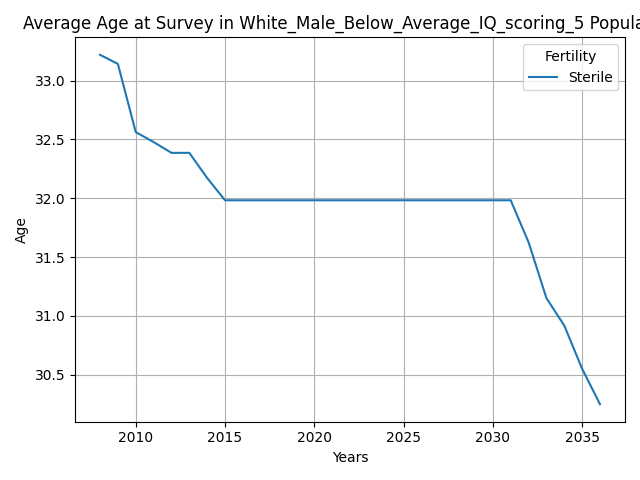 Average Age at Survey in White_Male_Below_Average_IQ_scoring_5 Popula
Fertility
Sterile
33.0
32.5
32.0
31.5
31.0
30.5
Age
2010 2015 2020 2025 2030 2035
Years